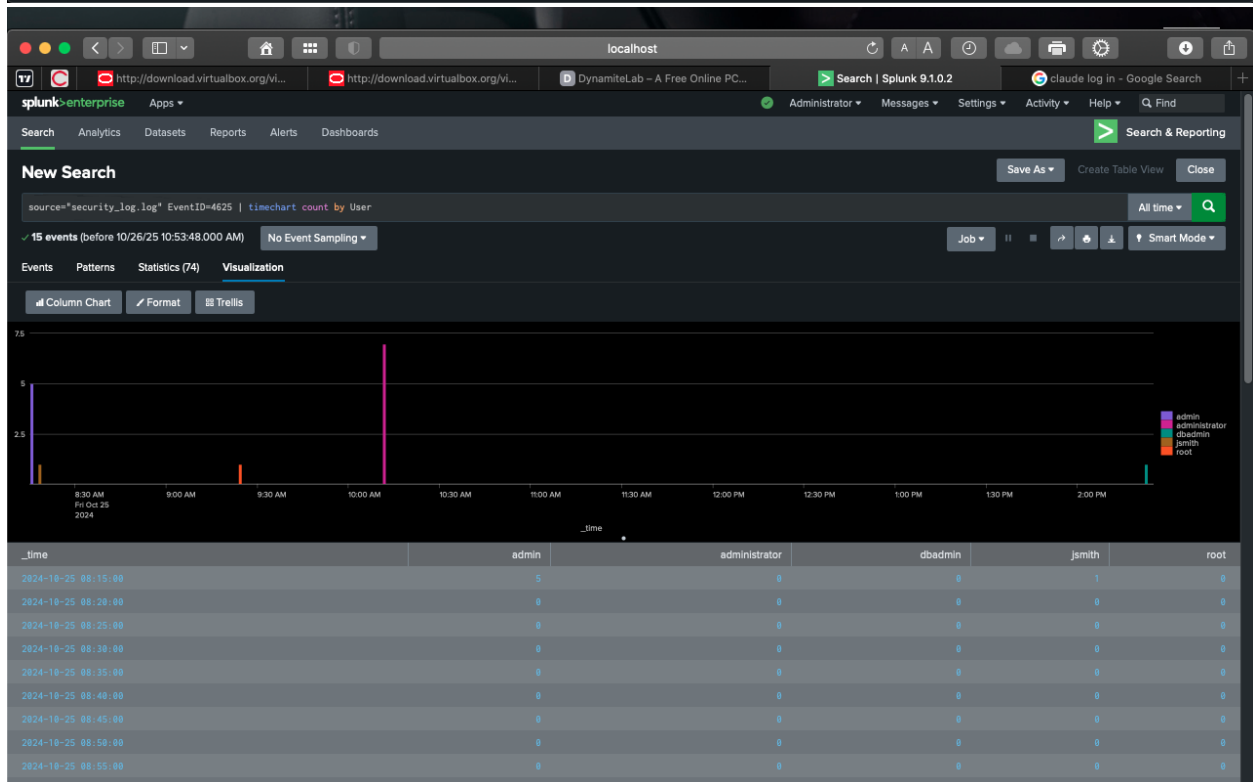 localhost
A A
17
C
http://download.virtualbox.org/vi...
http://download.virtualbox.org/vi...
D DynamiteLab – A Free Online PC...
Search | Splunk 9.1.0.2
G claude log in - Google Search
splunk>enterprise Apps
Administrator Messages Settings Activity Help Find
Search Analytics Datasets Reports Alerts Dashboards
Search & Reporting
New Search
Save As Create Table View Close
source="security_log.log" EventID=4625 | timechart count by User
All time
15 events (before 10/26/25 10:53:48.000 AM) No Event Sampling
Job Smart Mode
Events Patterns Statistics (74) Visualization
Column Chart Format Trellis
7.5
5
2.5
admin
administrator
dbadmin
jsmith
root
8:30 AM 9:00 AM 9:30 AM 10:00 AM 10:30 AM 11:00 AM 11:30 AM 12:00 PM 12:30 PM 1:00 PM 1:30 PM 2:00 PM
Fri Oct 25
2024
_time
_time admin administrator dbadmin jsmith root
2024-10-25 08:15:00 5 0 0 1 0
2024-10-25 08:20:00 0 0 0 0 0
2024-10-25 08:25:00 0 0 0 0 0
2024-10-25 08:30:00 0 0 0 0 0
2024-10-25 08:35:00 0 0 0 0 0
2024-10-25 08:40:00 0 0 0 0 0
2024-10-25 08:45:00 0 0 0 0 0
2024-10-25 08:50:00 0 0 0 0 0
2024-10-25 08:55:00 0 0 0 0 0